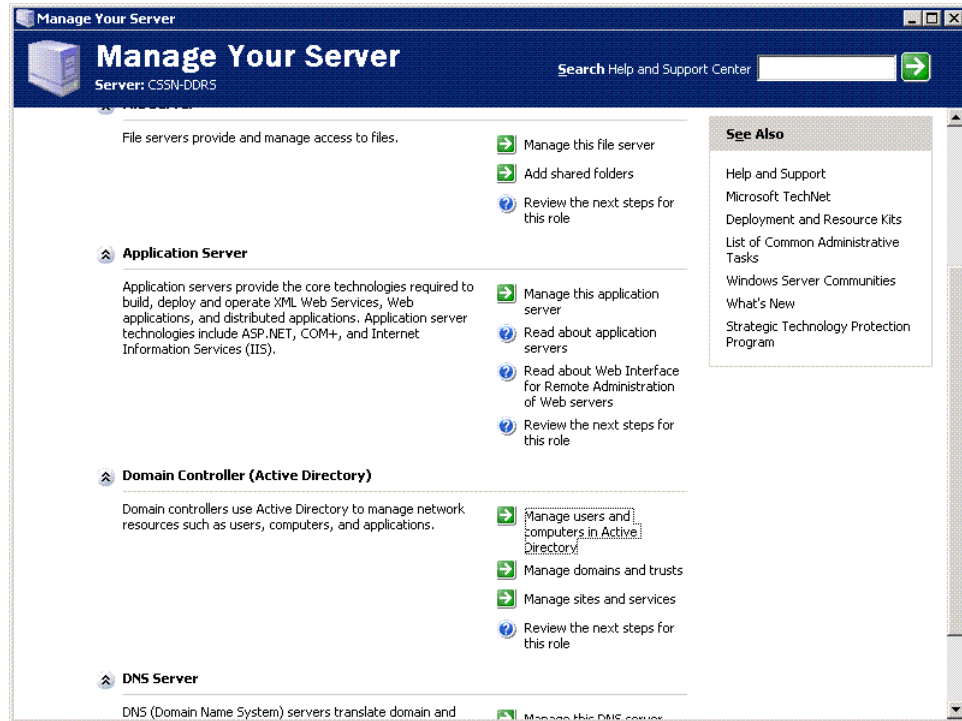 Manage Your Server
Manage Your Server
Server: CSSN-DDRS
Search Help and Support Center
File servers provide and manage access to files.
Manage this file server
Add shared folders
Review the next steps for
this role
Application Server
Application servers provide the core technologies required to
build, deploy and operate XML Web Services, Web
applications, and distributed applications. Application server
technologies include ASP.NET, COM+, and Internet
Information Services (IIS).
Manage this application
server
Read about application
servers
Read about Web Interface
for Remote Administration
of Web servers
Review the next steps for
this role
Domain Controller (Active Directory)
Domain controllers use Active Directory to manage network
resources such as users, computers, and applications.
Manage users and
computers in Active
Directory
Manage domains and trusts
Manage sites and services
Review the next steps for
this role
DNS Server
DNS (Domain Name System) servers translate domain and
Manage this DNS server
See Also
Help and Support
Microsoft TechNet
Deployment and Resource Kits
List of Common Administrative
Tasks
Windows Server Communities
What's New
Strategic Technology Protection
Program